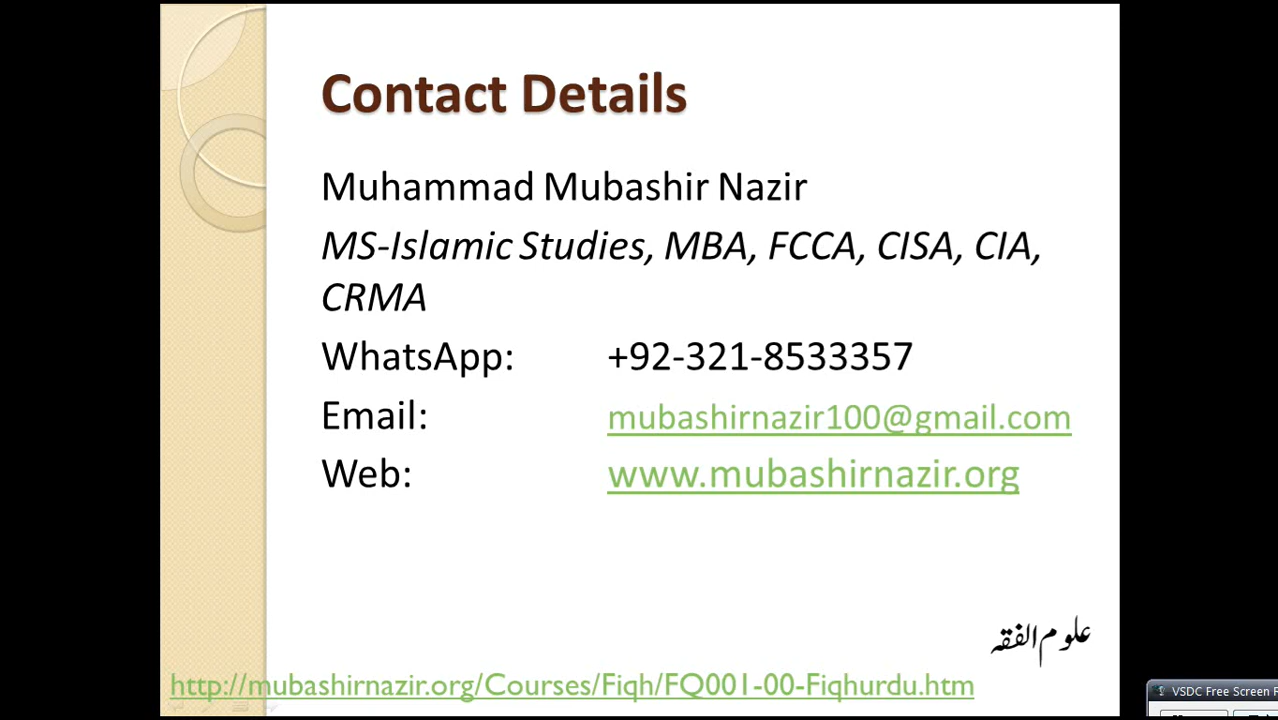 Contact Details
Muhammad Mubashir Nazir
MS-Islamic Studies, MBA, FCCA, CISA, CIA,
CRMA
WhatsApp: +92-321-8533357
Email: mubashirnazir100@gmail.com
Web: www.mubashirnazir.org
علوم الفقہ
http://mubashirnazir.org/Courses/Fiqh/FQ001-00-Fiqhurdu.htm
VSDC Free Screen